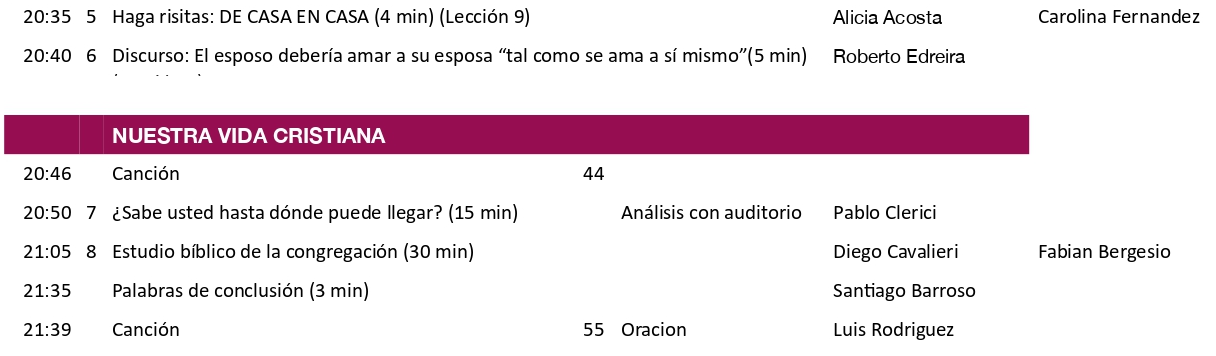 20:35 5 Haga risitas: DE CASA EN CASA (4 min) (Lección 9) Alicia Acosta Carolina Fernandez
20:40 6 Discurso: El esposo debería amar a su esposa “tal como se ama a sí mismo”(5 min) Roberto Edreira
NUESTRA VIDA CRISTIANA
20:46 Canción 44
20:50 7 ¿Sabe usted hasta dónde puede llegar? (15 min) Análisis con auditorio Pablo Clerici
21:05 8 Estudio bíblico de la congregación (30 min) Diego Cavalieri Fabian Bergesio
21:35 Palabras de conclusión (3 min) Santiago Barroso
21:39 Canción 55 Oracion Luis Rodriguez